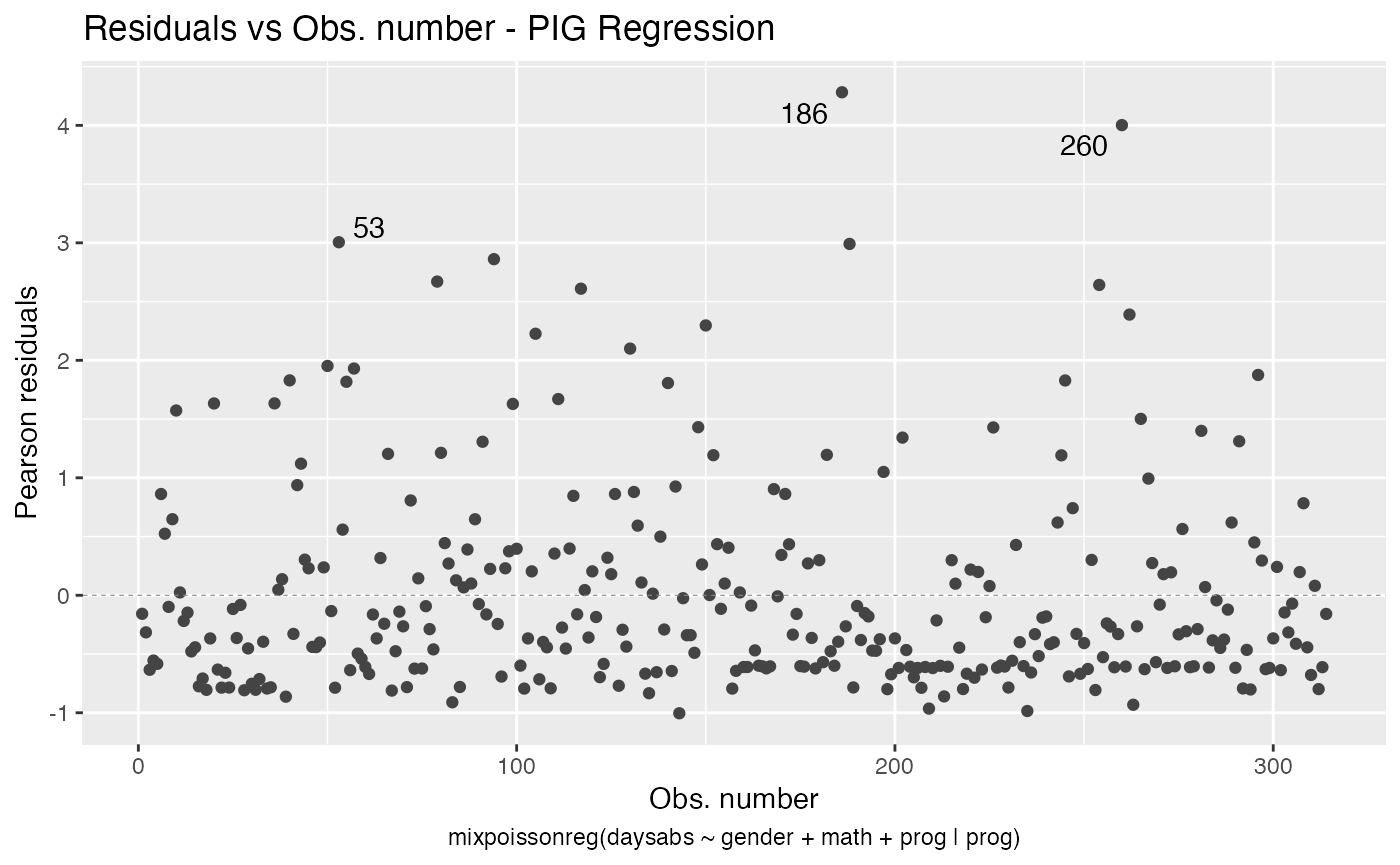 Residuals vs Obs. number - PIG Regression
186
260
53
4
3
2
1
0
-1
Pearson residuals
0 100 200 300
Obs. number
mixpoissonreg(daysabs ~ gender + math + prog | prog)